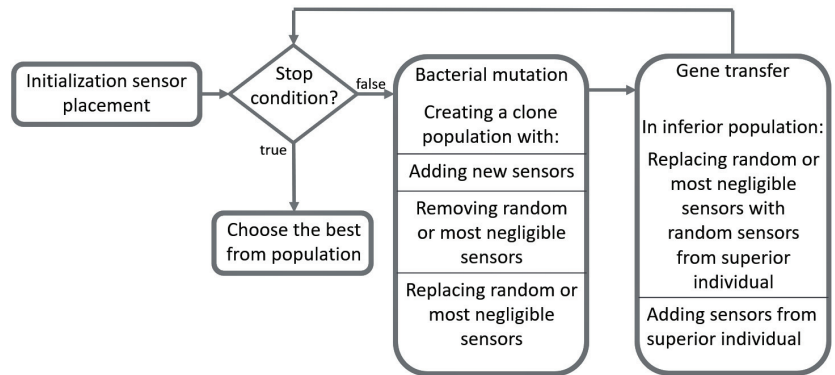 Initialization sensor
placement
Stop
condition?
false
true
Choose the best
from population
Bacterial mutation
Creating a clone
population with:
Adding new sensors
Removing random
or most negligible
sensors
Replacing random or
most negligible
sensors
Gene transfer
In inferior population:
Replacing random or
most negligible
sensors with
random sensors
from superior
individual
Adding sensors from
superior individual